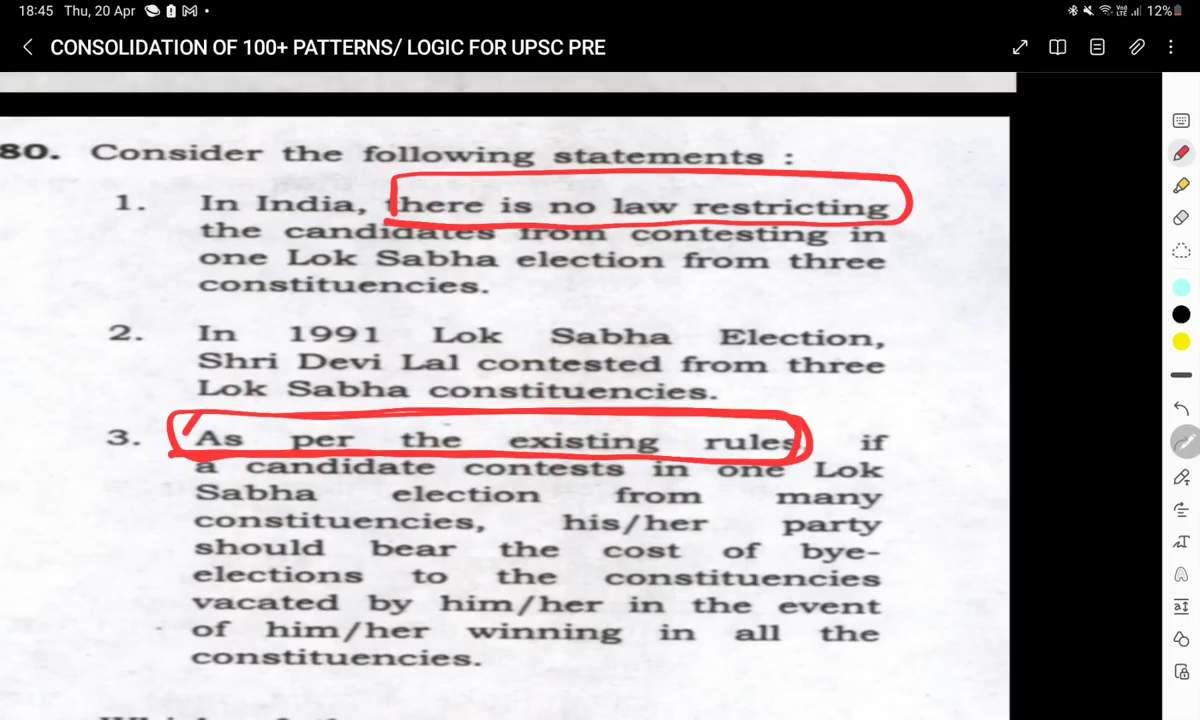 18:45 Thu, 20 Apr 12%
CONSOLIDATION OF 100+ PATTERNS/ LOGIC FOR UPSC PRE
80. Consider the following statements :
1. In India, there is no law restricting
the candidates from contesting in
one Lok Sabha election from three
constituencies.
2. In 1991 Lok Sabha Election,
Shri Devi Lal contested from three
Lok Sabha constituencies.
3. As per the existing rules if
a candidate contests in one Lok
Sabha election from many
constituencies, his/her party
should bear the cost of bye-
elections to the constituencies
vacated by him/her in the event
of him/her winning in all the
constituencies.